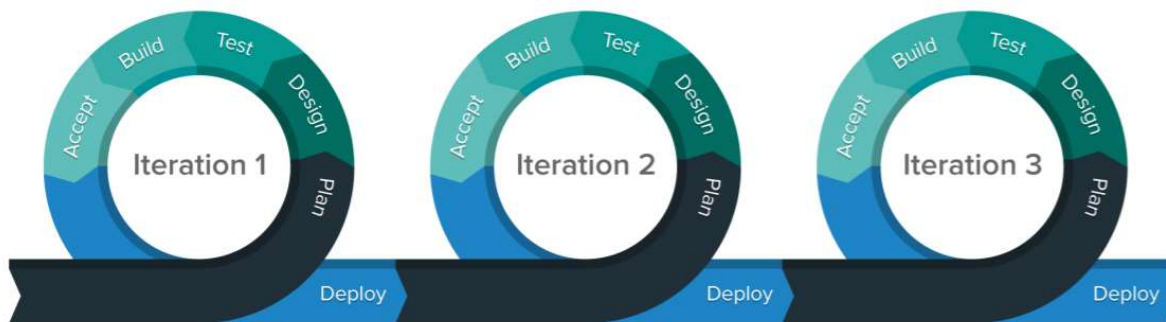 Build Test
Accept Design
Iteration 1
Plan
Deploy
Build Test
Accept Design
Iteration 2
Plan
Deploy
Build Test
Accept Design
Iteration 3
Plan
Deploy